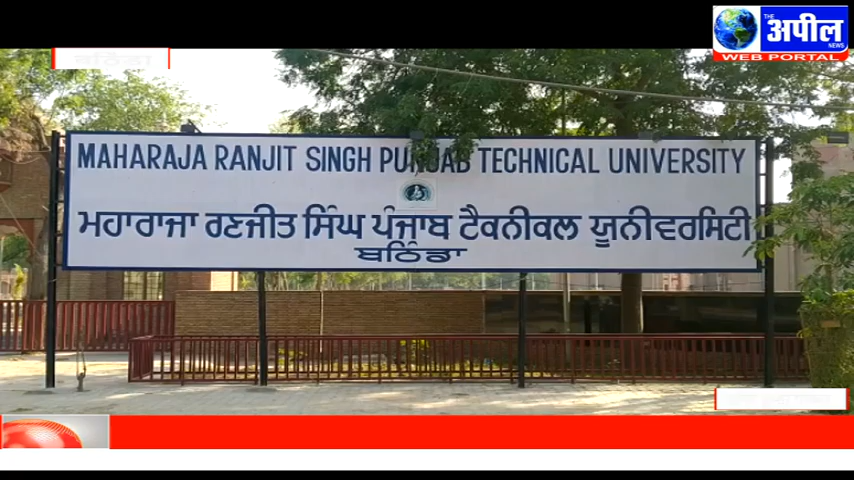 THE
अपील
NEWS
WEB PORTAL
MAHARAJA RANJIT SINGH PUNJAB TECHNICAL UNIVERSITY
ਮਹਾਰਾਜਾ ਰਣਜੀਤ ਸਿੰਘ ਪੰਜਾਬ ਟੈਕਨੀਕਲ ਯੂਨੀਵਰਸਿਟੀ
ਬਠਿੰਡਾ